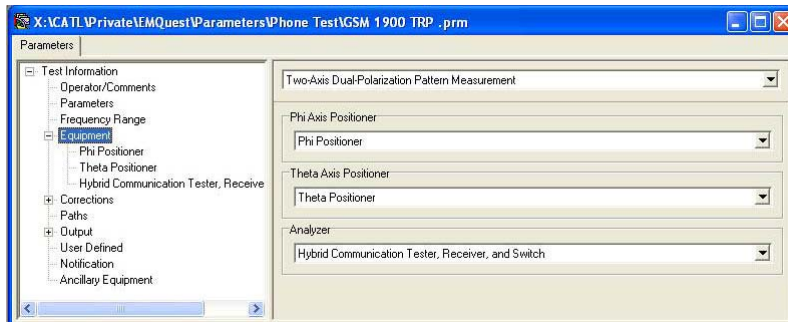 X:\CATL\Private\EMQuest\Parameters\Phone Test\GSM 1900 TRP .prm
Parameters
Test Information
Operator/Comments
Parameters
Frequency Range
Equipment
Phi Positioner
Theta Positioner
Hybrid Communication Tester, Receive
Corrections
Paths
Output
User Defined
Notification
Ancillary Equipment
Two-Axis Dual-Polarization Pattern Measurement
Phi Axis Positioner
Phi Positioner
Theta Axis Positioner
Theta Positioner
Analyzer
Hybrid Communication Tester, Receiver, and Switch